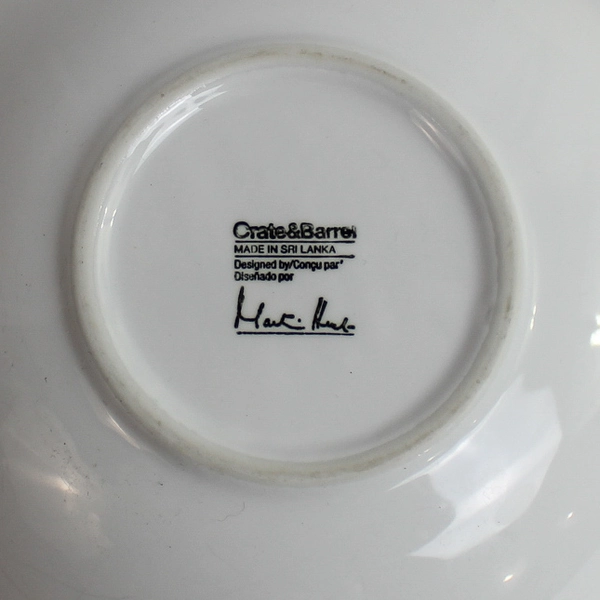 Crate&Barrel
MADE IN SRI LANKA
Designed by/Conçu par/
Diseñado por